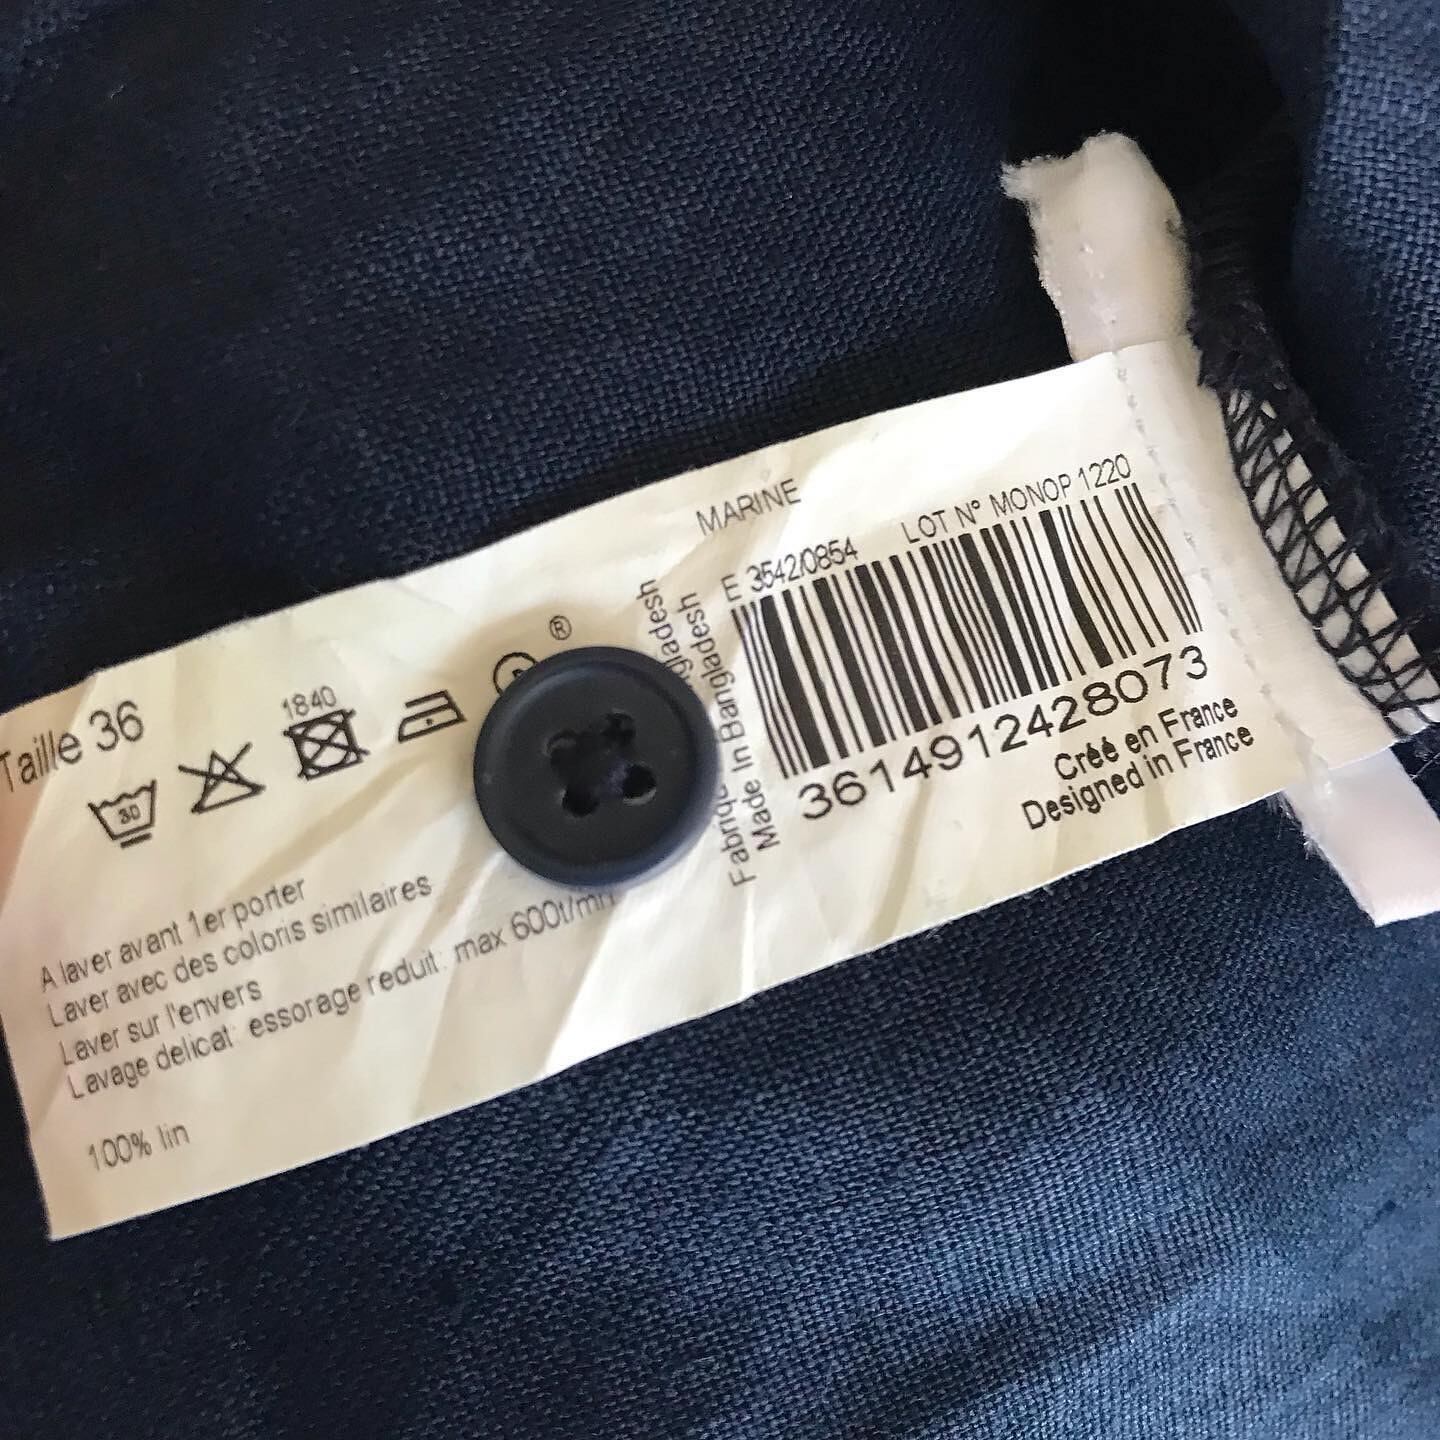 Taille 36
30
1840
®
A laver avant 1er porter
Laver avec des coloris similaires
Laver sur l'envers
Lavage delicat: essorage reduit: max 600t/mn
100% lin
MARINE
E 3542/0854
LOT N° MONOP 1220
Made In Bangladesh
3614912428073
Créé en France
Designed in France